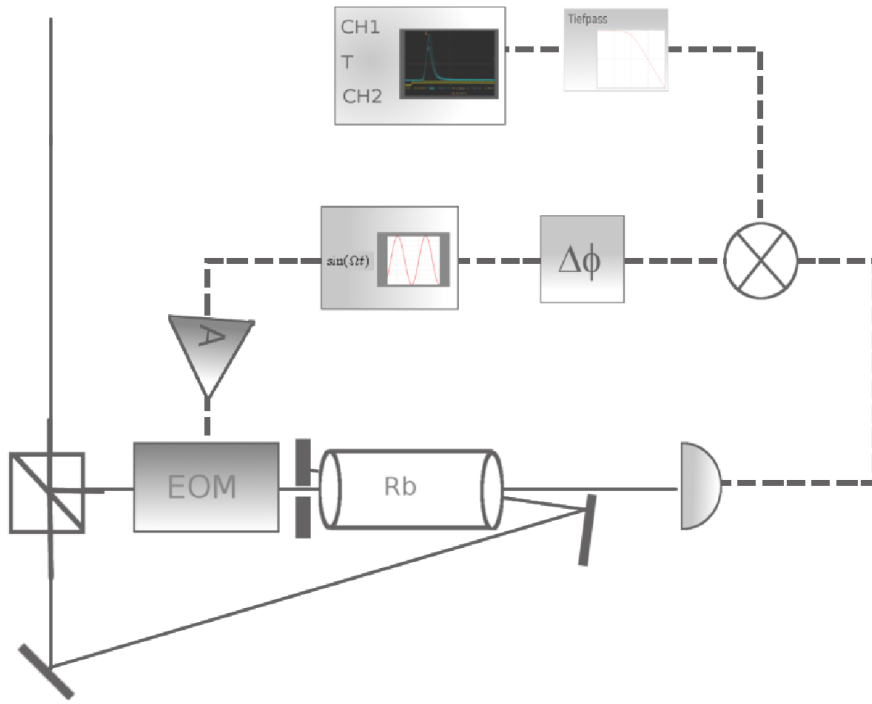 CH1
T
CH2
Tiefpass
sin(Ωt)
Δϕ
A
EOM
Rb